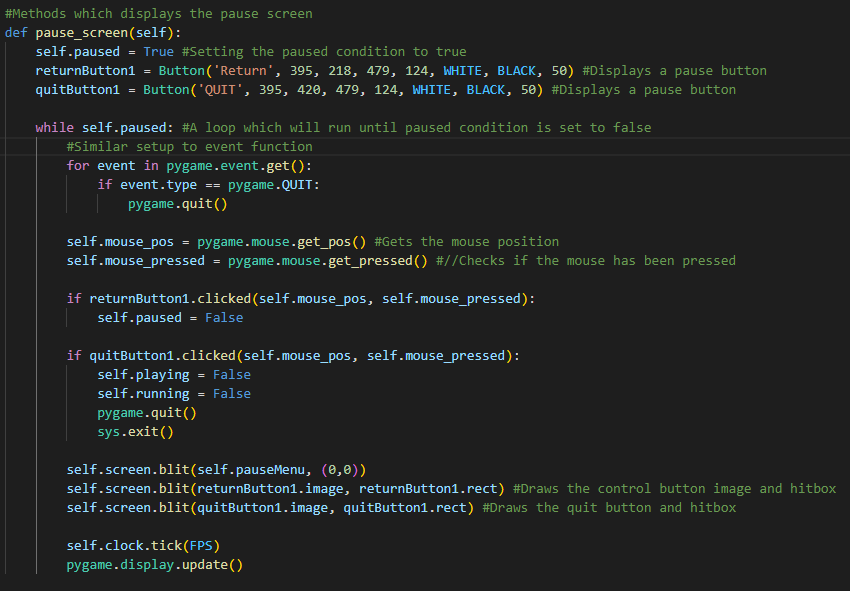 #Methods which displays the pause screen
def pause_screen(self):
    self.paused = True #Setting the paused condition to true
    returnButton1 = Button('Return', 395, 218, 479, 124, WHITE, BLACK, 50) #Displays a pause button
    quitButton1 = Button('QUIT', 395, 420, 479, 124, WHITE, BLACK, 50) #Displays a pause button
    while self.paused: #A loop which will run until paused condition is set to false
        #Similar setup to event function
        for event in pygame.event.get():
            if event.type == pygame.QUIT:
                pygame.quit()
        self.mouse_pos = pygame.mouse.get_pos() #Gets the mouse position
        self.mouse_pressed = pygame.mouse.get_pressed() #//Checks if the mouse has been pressed
        if returnButton1.clicked(self.mouse_pos, self.mouse_pressed):
            self.paused = False
        if quitButton1.clicked(self.mouse_pos, self.mouse_pressed):
            self.playing = False
            self.running = False
            pygame.quit()
            sys.exit()
        self.screen.blit(self.pauseMenu, (0,0))
        self.screen.blit(returnButton1.image, returnButton1.rect) #Draws the control button image and hitbox
        self.screen.blit(quitButton1.image, quitButton1.rect) #Draws the quit button and hitbox
        self.clock.tick(FPS)
        pygame.display.update()